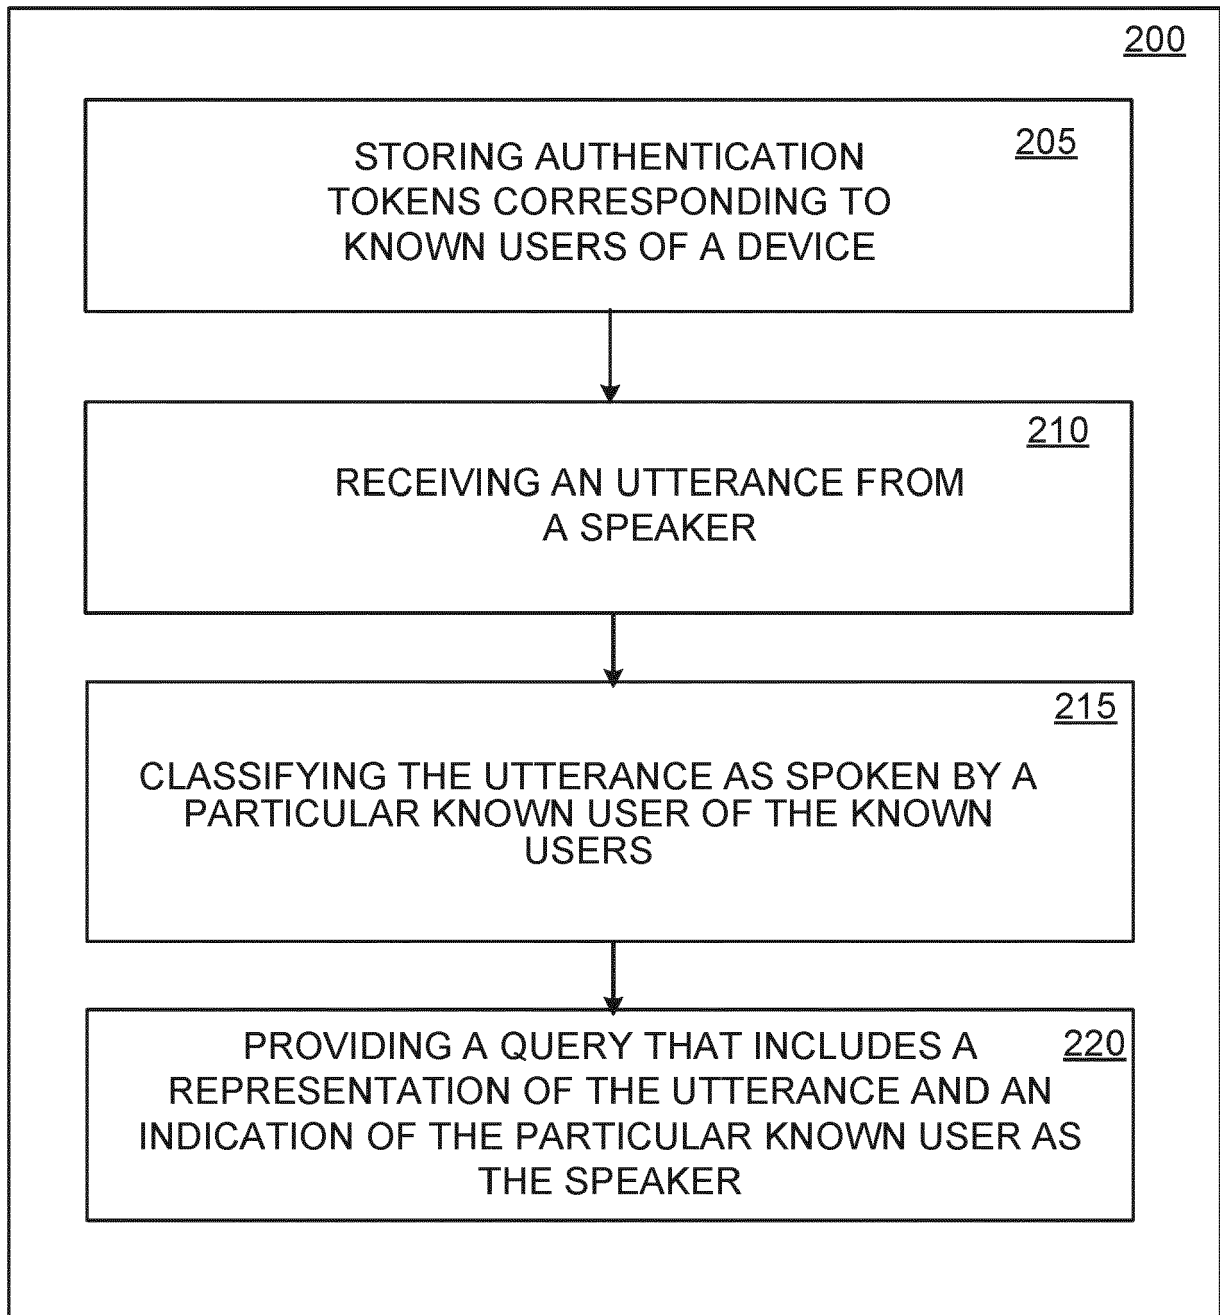 200
205
STORING AUTHENTICATION
TOKENS CORRESPONDING TO
KNOWN USERS OF A DEVICE
210
RECEIVING AN UTTERANCE FROM
A SPEAKER
215
CLASSIFYING THE UTTERANCE AS SPOKEN BY A
PARTICULAR KNOWN USER OF THE KNOWN
USERS
PROVIDING A QUERY THAT INCLUDES A 220
REPRESENTATION OF THE UTTERANCE AND AN
INDICATION OF THE PARTICULAR KNOWN USER AS
THE SPEAKER